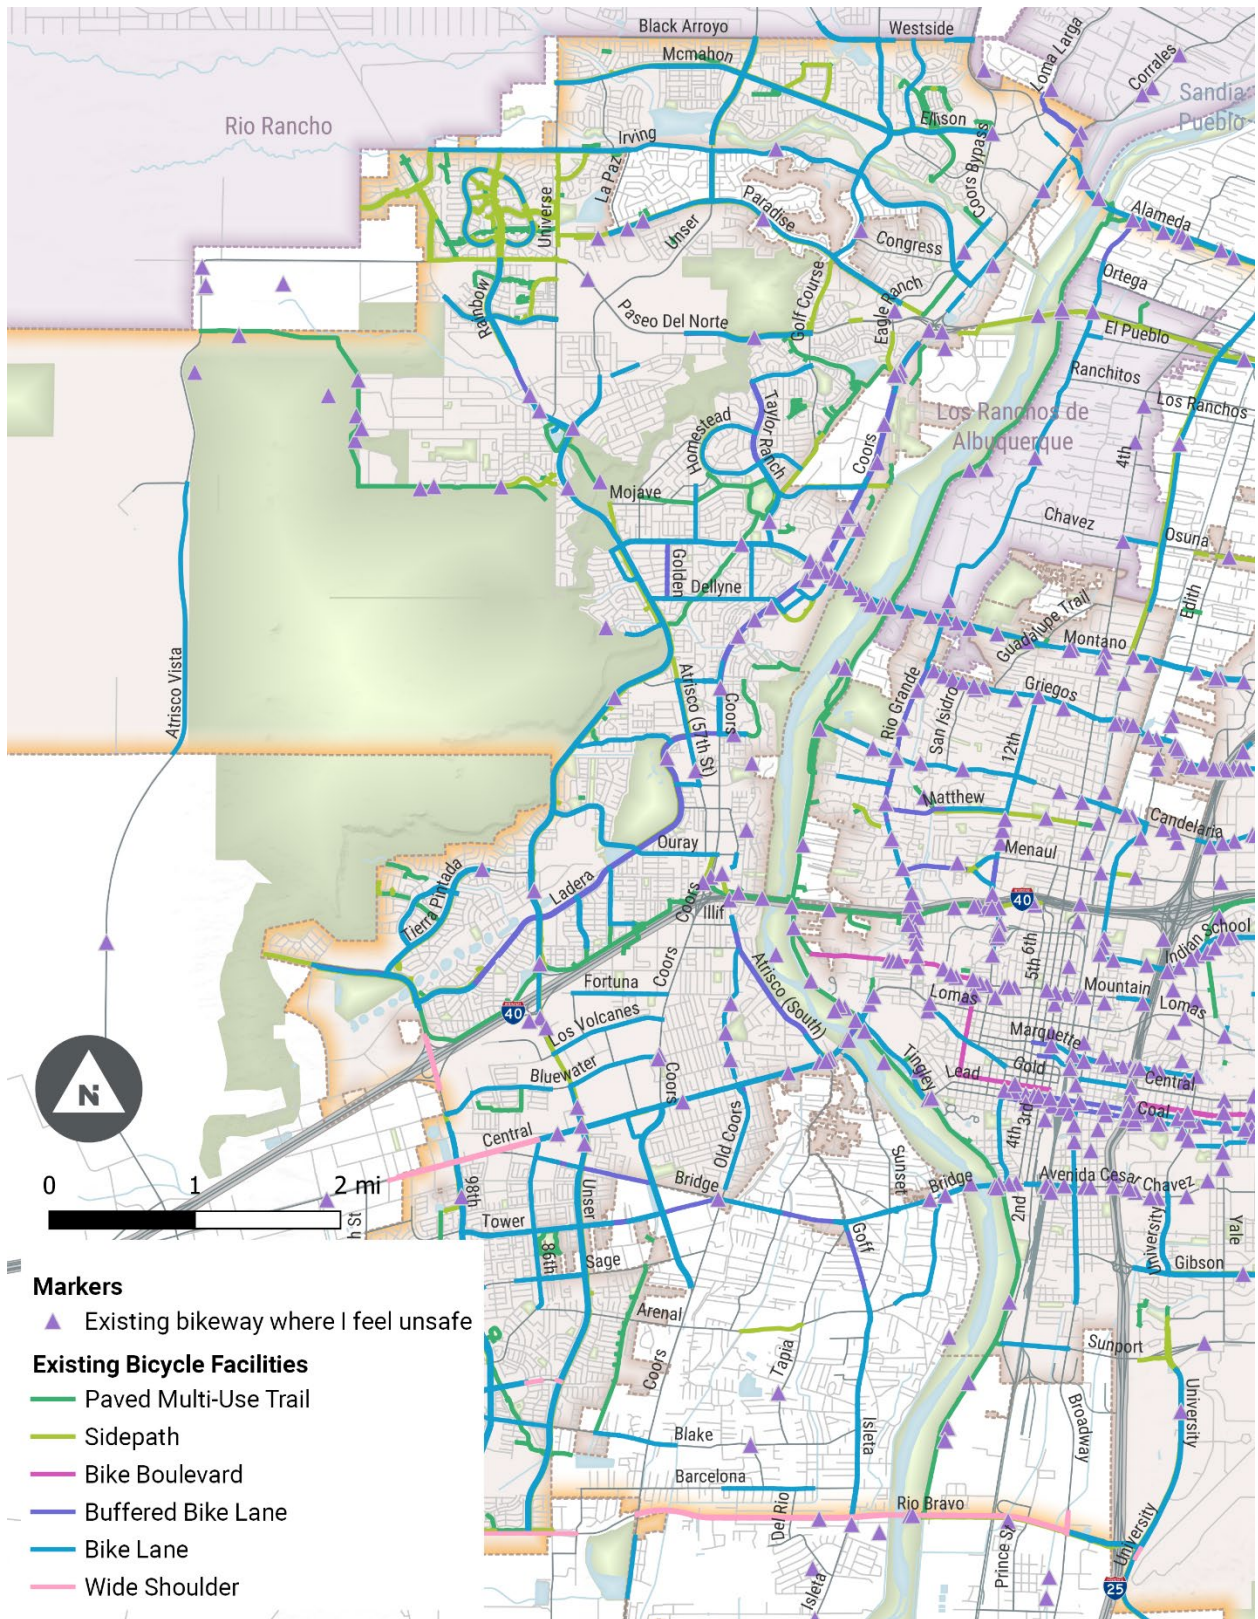 Black Arroyo
Westside
Mcmahon
Loma Larga
Corrales
Sandia
Pueblo
Rio Rancho
Ellison
Irving
La Paz
Coors Bypass
Universe
Paradise
Unser
Alameda
Congress
Ortega
Rainbow
Eagle Ranch
Golf Course
Paseo Del Norte
El Pueblo
Ranchitos
Los Ranchos
Taylor Ranch
Homestead
Los Ranchos de
Albuquerque
Coors
4th
Mojave
Chavez
Osuna
Golden
Dellyne
Edith
Guadalupe Trail
Montano
Atrisco Vista
Atrisco (57th St)
Coors
Rio Grande
San Isidro
Griegos
12th
Matthew
Candelaria
Ouray
Menaul
Tierra Pintada
Ladera
Coors
Illif
40
Indian School
5th
6th
Atrisco (South)
Fortuna
Coors
Lomas
Mountain
Lomas
40
Los Volcanes
Marquette
N
Bluewater
Coors
Tingley
Gold
Lead
Central
Coal
Central
Old Coors
4th
3rd
0 1 2 mi
98th
Unser
Bridge
Sunset
Bridge
Avenida Cesar Chavez
2nd
h St
Tower
Goff
University
Yale
86th
Sage
Gibson
Markers
Existing bikeway where I feel unsafe
Arenal
Sunport
Existing Bicycle Facilities
Coors
Tapia
Paved Multi-Use Trail
University
Sidepath
Blake
Isleta
Broadway
Bike Boulevard
Barcelona
Buffered Bike Lane
Rio Bravo
Del Rio
Bike Lane
Prince St
University
Wide Shoulder
Isleta
25